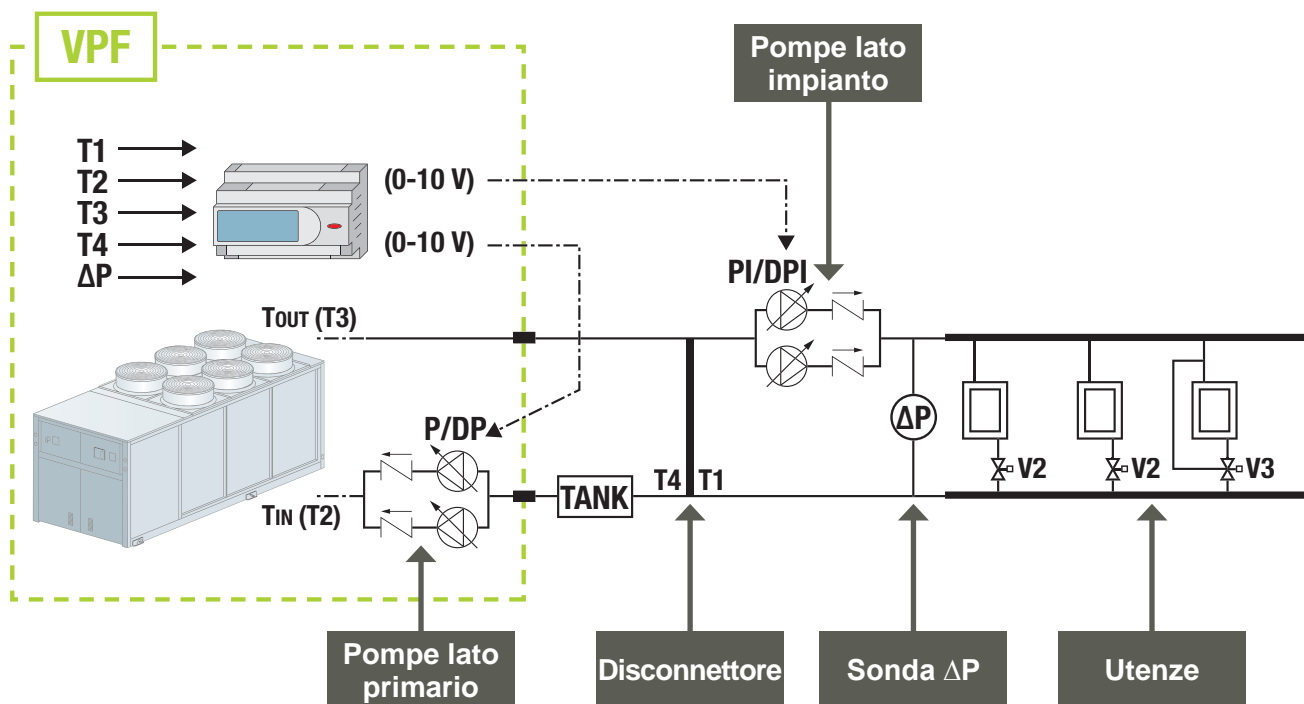 VPF
Pompe lato
impianto
T1
T2
T3
T4
ΔP
(0-10 V)
(0-10 V)
PI/DPI
TOUT (T3)
P/DP
ΔP
V2
V2
V3
T4 T1
TANK
TIN (T2)
Pompe lato
primario
Disconnettore
Sonda ΔP
Utenze